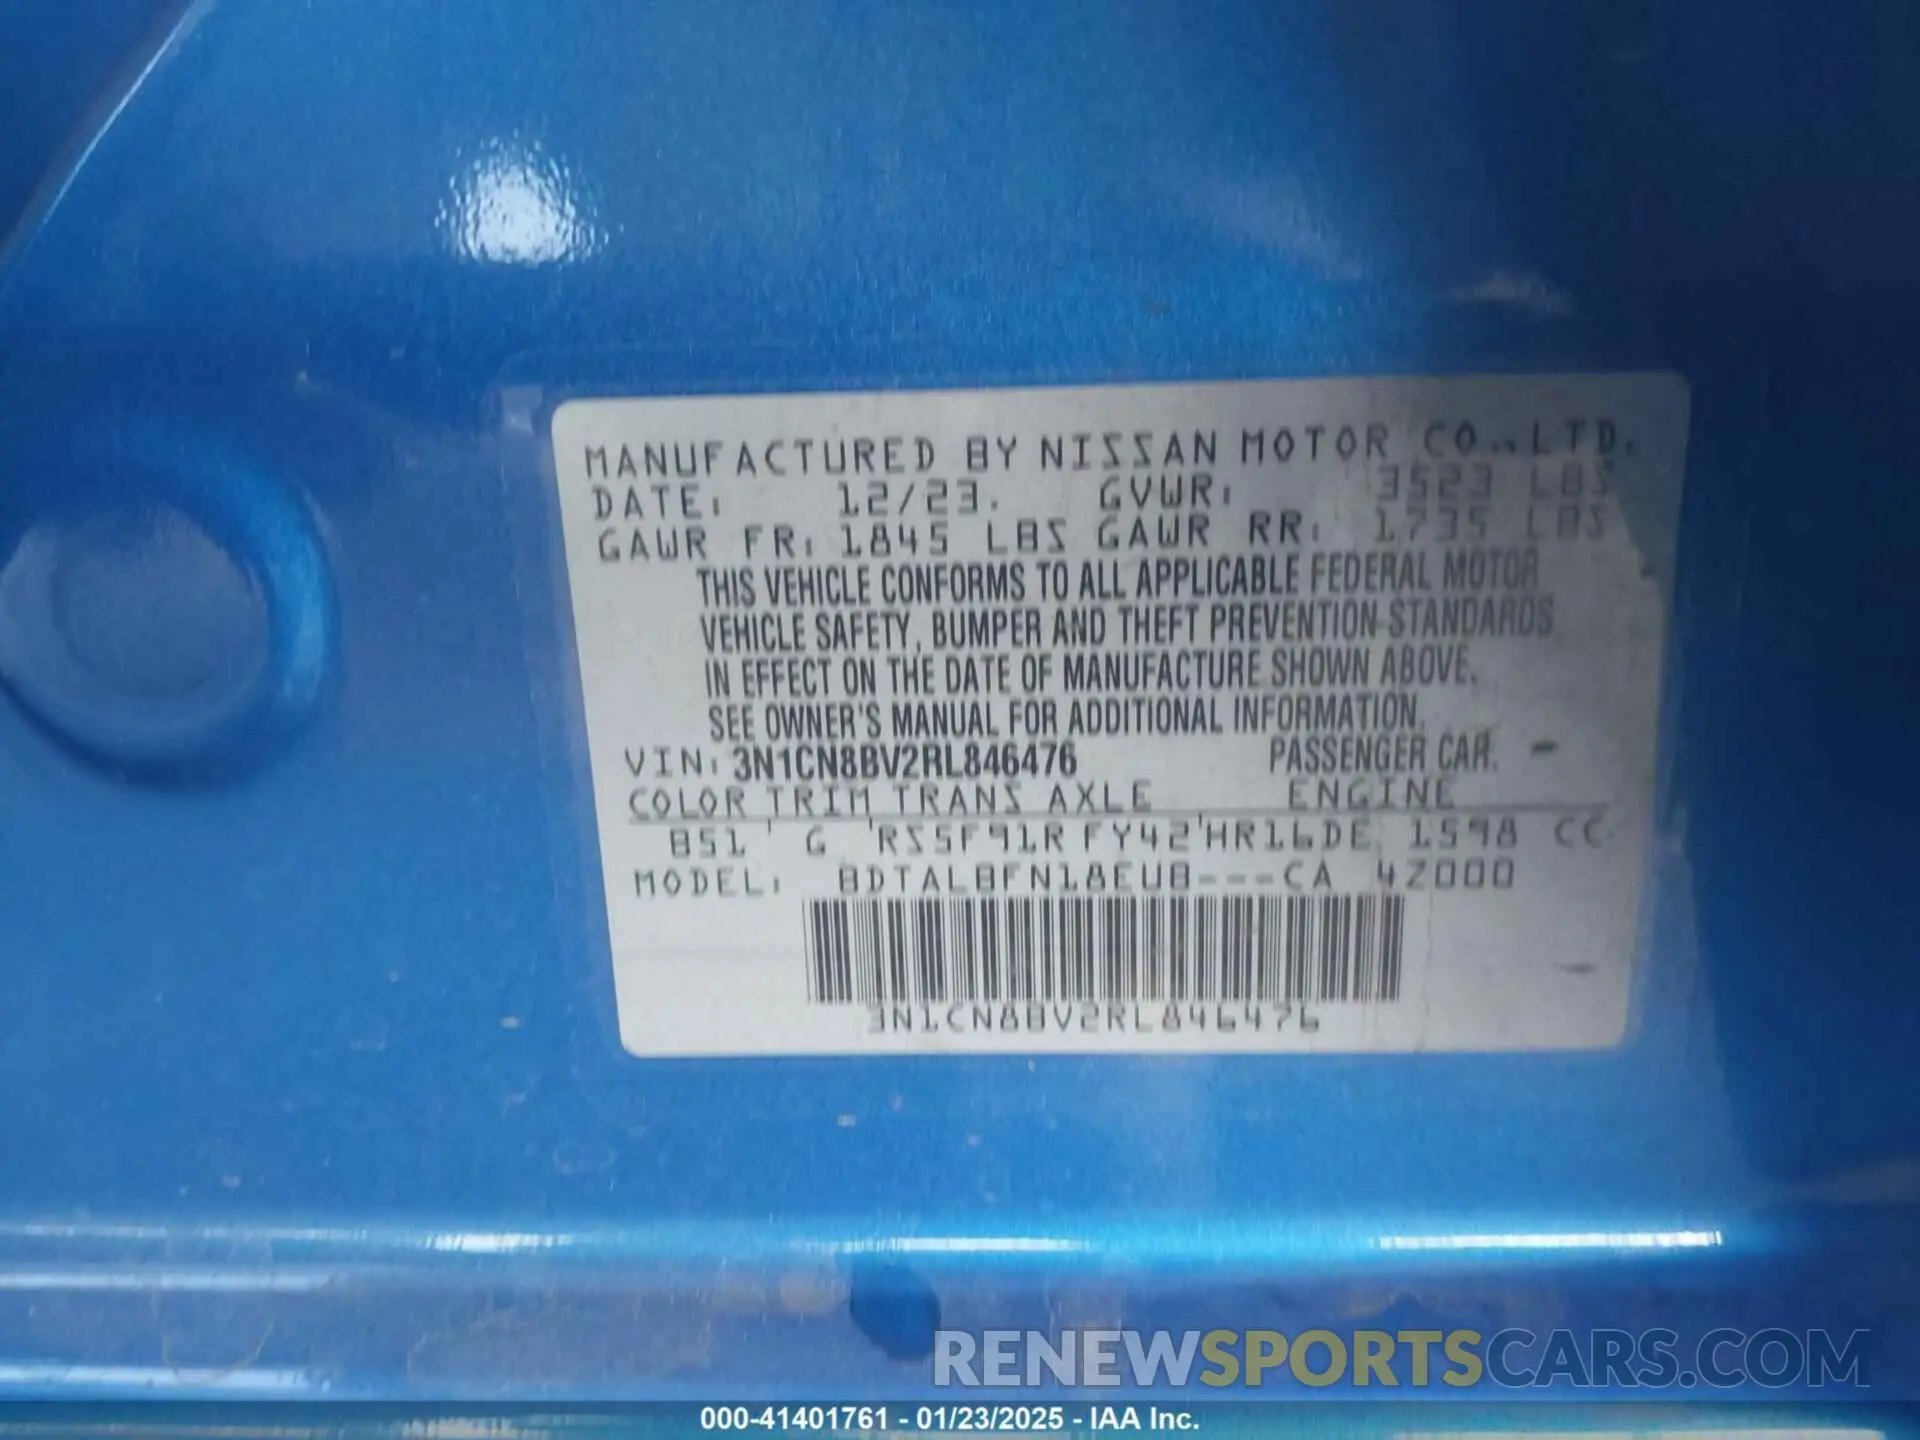 MANUFACTURED BY NISSAN MOTOR CO.,LTD.
DATE: 12/23. GVWR: 3523 LBS
GAWR FR: 1845 LBS GAWR RR: 1735 LBS
THIS VEHICLE CONFORMS TO ALL APPLICABLE FEDERAL MOTOR
VEHICLE SAFETY, BUMPER AND THEFT PREVENTION STANDARDS
IN EFFECT ON THE DATE OF MANUFACTURE SHOWN ABOVE.
SEE OWNER'S MANUAL FOR ADDITIONAL INFORMATION.
VIN: 3N1CN8BV2RL846476 PASSENGER CAR.
COLOR TRIM TRANS AXLE ENGINE
B51 G RS5F91R FY42 HR16DE 1598 CC
MODEL: BDTALBFN18EUB---CA 4Z000
3N1CN8BV2RL846476
RENEWSPORTSCARS.COM
000-41401761 - 01/23/2025 - IAA Inc.